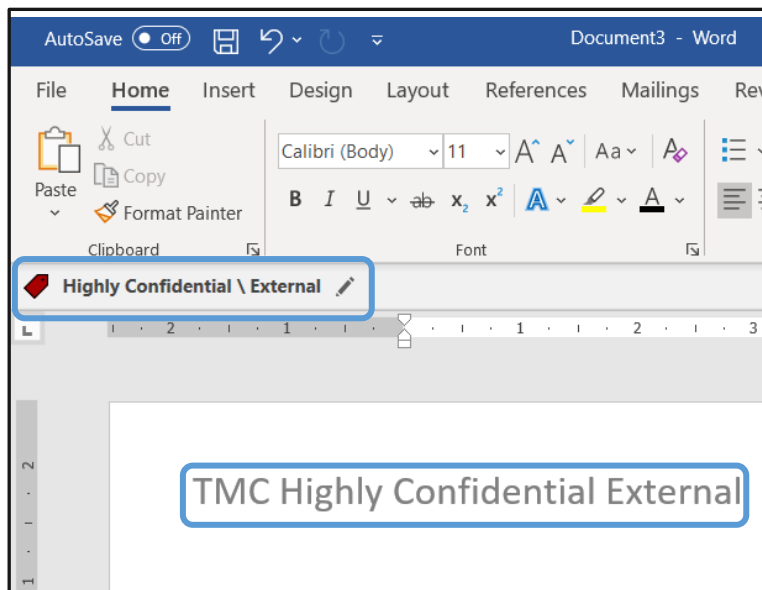 AutoSave Off Document3 - Word
File Home Insert Design Layout References Mailings Rev
Cut
Calibri (Body) 11 A A Aa A
Copy
Paste
B I U ab x2 x2 A A
Format Painter
Clipboard Font
Highly Confidential \ External
L 2 1 1 2 3
2
TMC Highly Confidential External
1